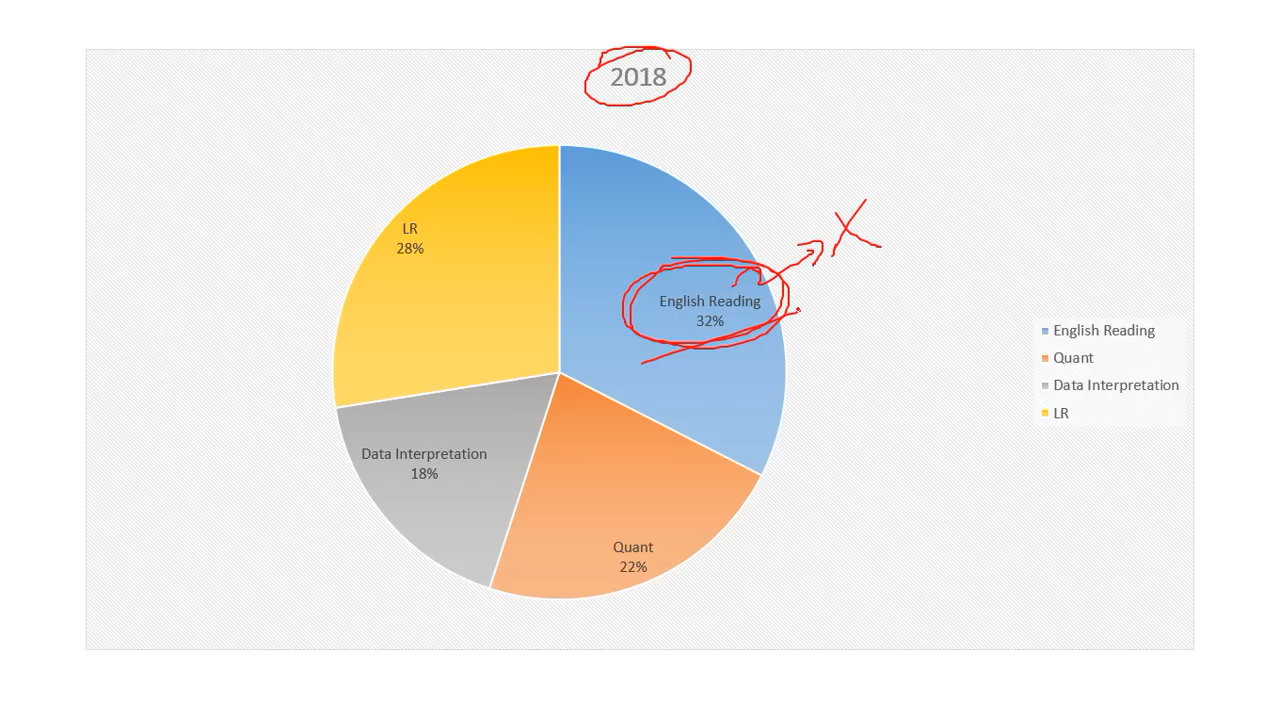 2018
LR
28%
English Reading
32%
Data Interpretation
18%
Quant
22%
English Reading
Quant
Data Interpretation
LR
X